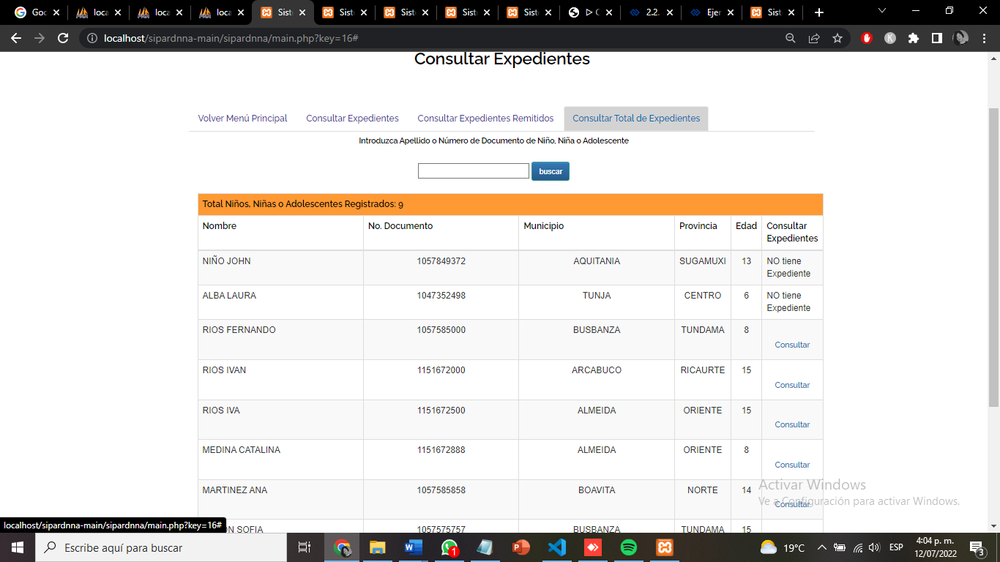 Goc
loca
loca
loca
Sist
Sist
Sist
Sist
Sist
▷ C
2.2.
Ejer
Sist
localhost/sipardnna-main/sipardnna/main.php?key=16#
K
Consultar Expedientes
Volver Menú Principal Consultar Expedientes Consultar Expedientes Remitidos Consultar Total de Expedientes
Introduzca Apellido o Número de Documento de Niño, Niña o Adolescente
buscar
Total Niños, Niñas o Adolescentes Registrados: 9
Nombre No. Documento Municipio Provincia Edad Consultar
Expedientes
NIÑO JOHN 1057849372 AQUITANIA SUGAMUXI 13 NO tiene
Expediente
ALBA LAURA 1047352498 TUNJA CENTRO 6 NO tiene
Expediente
RIOS FERNANDO 1057585000 BUSBANZA TUNDAMA 8
Consultar
RIOS IVAN 1151672000 ARCABUCO RICAURTE 15
Consultar
RIOS IVA 1151672500 ALMEIDA ORIENTE 15
Consultar
MEDINA CATALINA 1151672888 ALMEIDA ORIENTE 8
Consultar
MARTINEZ ANA 1057585858 BOAVITA NORTE 14
Consultar
Activar Windows
Ve a Configuración para activar Windows.
SOFIA 1057575757 BUSBANZA TUNDAMA 15
localhost/sipardnna-main/sipardnna/main.php?key=16#
Escribe aquí para buscar
1
19°C
ESP
4:04 p. m.
12/07/2022
3